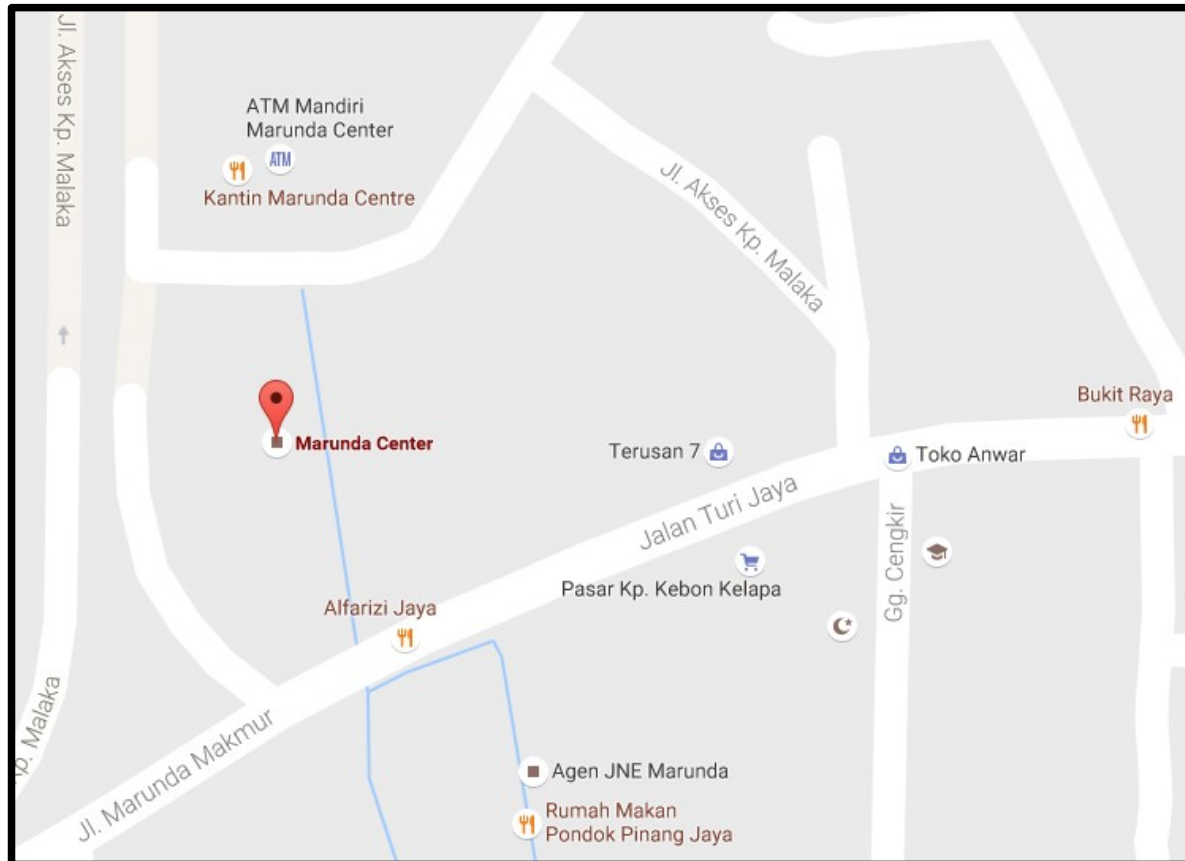 Jl. Akses Kp. Malaka
ATM Mandiri
Marunda Center
ATM
Kantin Marunda Centre
Jl. Akses Kp. Malaka
Bukit Raya
Marunda Center
Terusan 7
Toko Anwar
Jalan Turi Jaya
Gg. Cengkir
Pasar Kp. Kebon Kelapa
Alfarizi Jaya
Kp. Malaka
Jl. Marunda Makmur
Agen JNE Marunda
Rumah Makan
Pondok Pinang Jaya